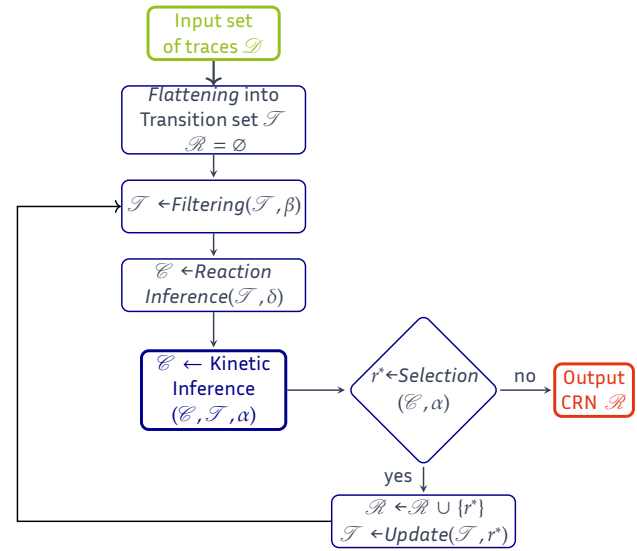 Input set
of traces 𝒟
Flattening into
Transition set 𝒯
ℛ = ∅
𝒯 ←Filtering(𝒯, β)
𝒞 ←Reaction
Inference(𝒯, δ)
𝒞 ← Kinetic
Inference
(𝒞, 𝒯, α)
r*←Selection
(𝒞, α)
no
Output
CRN ℛ
yes
ℛ ←ℛ ∪ {r*}
𝒯 ←Update(𝒯, r*)